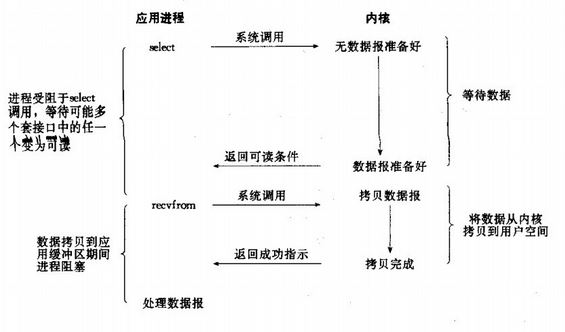 应用进程
内核
select
系统调用
无数据报准备好
进程受阻于select
调用，等待可能多
个套接口中的任一
个变为可读
等待数据
返回可读条件
数据报准备好
recvfrom
系统调用
拷贝数据报
数据拷贝到应
用缓冲区期间
进程阻塞
将数据从内核
拷贝到用户空间
返回成功指示
拷贝完成
处理数据报